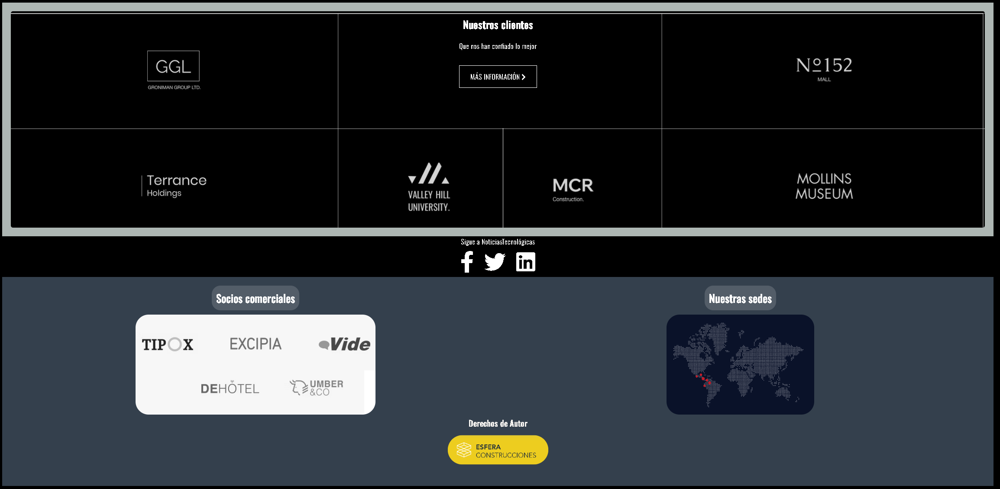 Nuestros clientes
Que nos han confiado lo mejor
MÁS INFORMACIÓN
GGL
GRONIMAN GROUP LTD.
Nº152
MALL
Terrance
Holdings
VALLEY HILL
UNIVERSITY.
MCR
Construction.
MOLLINS
MUSEUM
Sigue a NoticiasTecnológicas
Socios comerciales
TIPOX
EXCIPIA
Vide
DEHÔTEL
UMBER
&CO
Nuestras sedes
Derechos de Autor
ESFERA
CONSTRUCCIONES